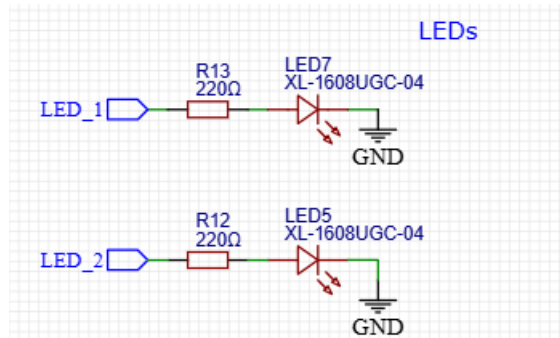 LEDs
R13
220Ω
LED7
XL-1608UGC-04
LED_1
GND
R12
220Ω
LED5
XL-1608UGC-04
LED_2
GND